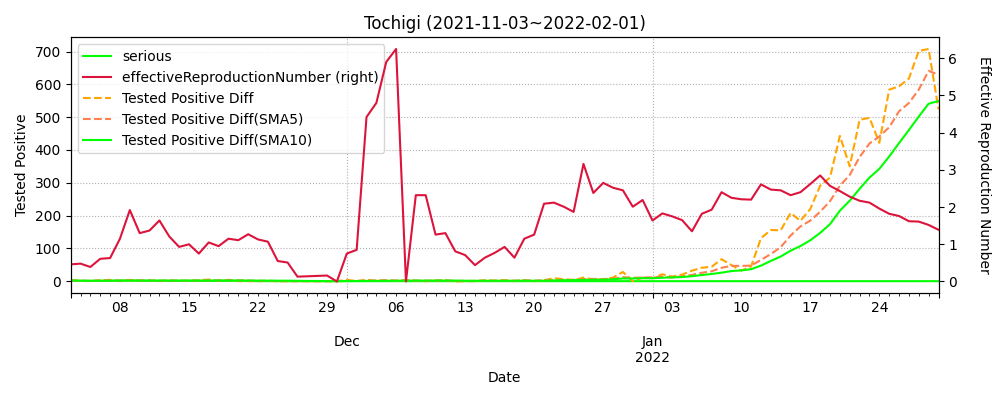 Tochigi (2021-11-03~2022-02-01)
serious
effectiveReproductionNumber (right)
Tested Positive Diff
Tested Positive Diff(SMA5)
Tested Positive Diff(SMA10)
Tested Positive
700
600
500
400
300
200
100
0
6
5
4
3
2
1
0
Effective Reproduction Number
08 15 22 29 06 13 20 27 03 10 17 24
Dec Jan
2022
Date